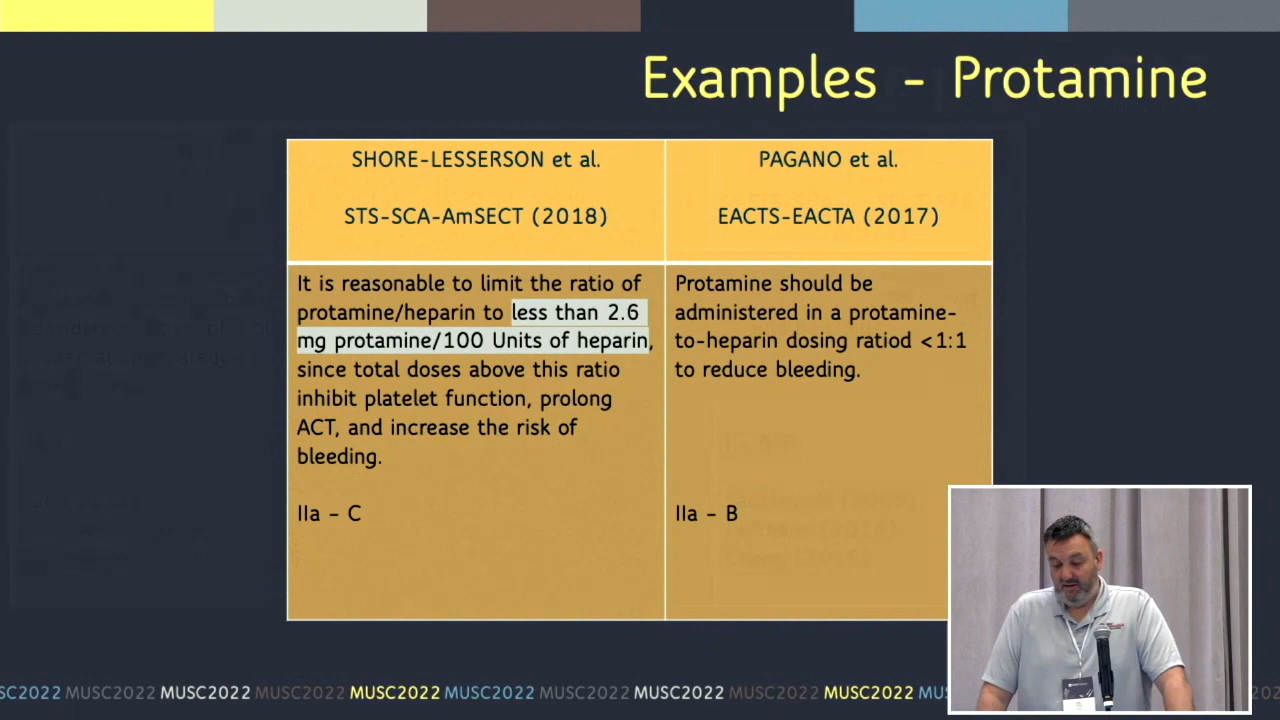 Examples - Protamine
SHORE-LESSERSON et al.
STS-SCA-AmSECT (2018)
PAGANO et al.
EACTS-EACTA (2017)
It is reasonable to limit the ratio of
protamine/heparin to less than 2.6
mg protamine/100 Units of heparin,
since total doses above this ratio
inhibit platelet function, prolong
ACT, and increase the risk of
bleeding.
IIa – C
Protamine should be
administered in a protamine-
to-heparin dosing ratiod <1:1
to reduce bleeding.
IIa – B
SC2022 MUSC2022 MUSC2022 MUSC2022 MUSC2022 MUSC2022 MUSC2022 MUSC2022 MUSC2022 MUSC2022 MUS